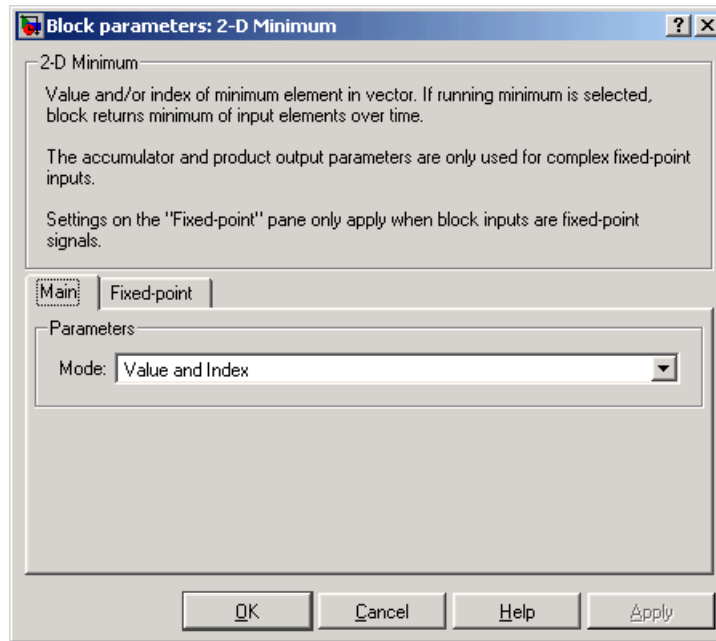 Block parameters: 2-D Minimum
2-D Minimum
Value and/or index of minimum element in vector. If running minimum is selected,
block returns minimum of input elements over time.
The accumulator and product output parameters are only used for complex fixed-point
inputs.
Settings on the "Fixed-point" pane only apply when block inputs are fixed-point
signals.
Main Fixed-point
Parameters
Mode: Value and Index
OK Cancel Help Apply